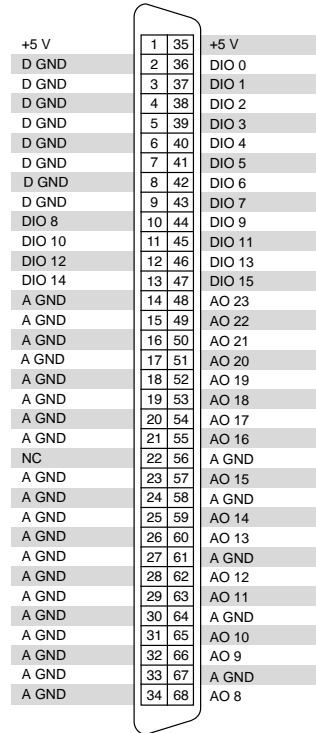 +5 V 1 35 +5 V
D GND 2 36 DIO 0
D GND 3 37 DIO 1
D GND 4 38 DIO 2
D GND 5 39 DIO 3
D GND 6 40 DIO 4
D GND 7 41 DIO 5
D GND 8 42 DIO 6
D GND 9 43 DIO 7
DIO 8 10 44 DIO 9
DIO 10 11 45 DIO 11
DIO 12 12 46 DIO 13
DIO 14 13 47 DIO 15
A GND 14 48 AO 23
A GND 15 49 AO 22
A GND 16 50 AO 21
A GND 17 51 AO 20
A GND 18 52 AO 19
A GND 19 53 AO 18
A GND 20 54 AO 17
A GND 21 55 AO 16
NC 22 56 A GND
A GND 23 57 AO 15
A GND 24 58 A GND
A GND 25 59 AO 14
A GND 26 60 AO 13
A GND 27 61 A GND
A GND 28 62 AO 12
A GND 29 63 AO 11
A GND 30 64 A GND
A GND 31 65 AO 10
A GND 32 66 AO 9
A GND 33 67 A GND
A GND 34 68 AO 8